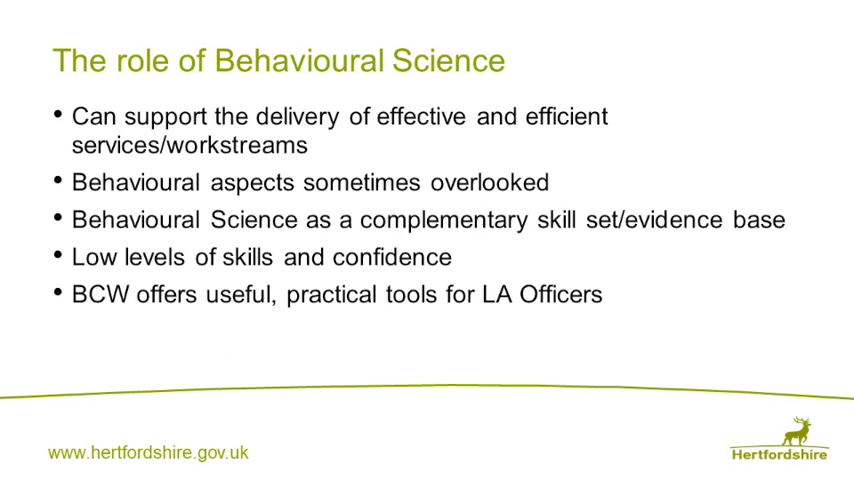 The role of Behavioural Science
• Can support the delivery of effective and efficient
services/workstreams
• Behavioural aspects sometimes overlooked
• Behavioural Science as a complementary skill set/evidence base
• Low levels of skills and confidence
• BCW offers useful, practical tools for LA Officers
www.hertfordshire.gov.uk
Hertfordshire